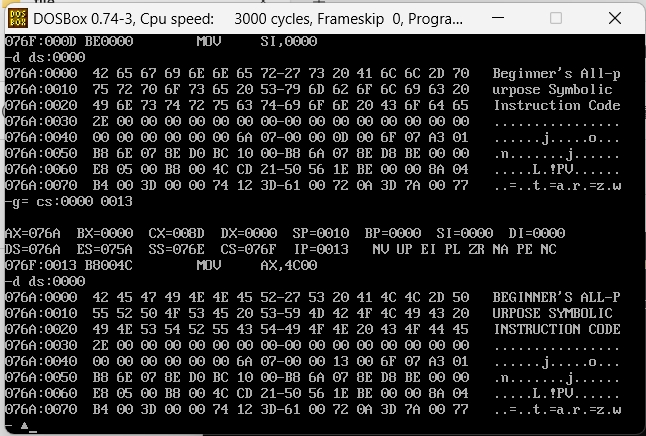 DOSBox 0.74-3, Cpu speed: 3000 cycles, Frameskip 0, Progra...
076F:000D BE0000 MOV SI,0000
-d ds:0000
076A:0000 42 65 67 69 6E 6E 65 72-27 73 20 41 6C 6C 2D 70 Beginner's All-p
076A:0010 75 72 70 6F 73 65 20 53-79 6D 62 6F 6C 69 63 20 urpose Symbolic
076A:0020 49 6E 73 74 72 75 63 74-69 6F 6E 20 43 6F 64 65 Instruction Code
076A:0030 2E 00 00 00 00 00 00 00-00 00 00 00 00 00 00 00 ................
076A:0040 00 00 00 00 00 00 6A 07-00 00 0D 00 6F 07 A3 01 ......j.....o...
076A:0050 B8 6E 07 8E D0 BC 10 00-B8 6A 07 8E D8 BE 00 00 .n.......j......
076A:0060 E8 05 00 B8 00 4C CD 21-50 56 1E BE 00 00 8A 04 .....L.!PV......
076A:0070 B4 00 3D 00 00 74 12 3D-61 00 72 0A 3D 7A 00 77 ..=..t.=a.r.=z.w
-g= cs:0000 0013
AX=076A BX=0000 CX=008D DX=0000 SP=0010 BP=0000 SI=0000 DI=0000
DS=076A ES=075A SS=076E CS=076F IP=0013 NV UP EI PL ZR NA PE NC
076F:0013 B8004C MOV AX,4C00
-d ds:0000
076A:0000 42 45 47 49 4E 4E 45 52-27 53 20 41 4C 4C 2D 50 BEGINNER'S ALL-P
076A:0010 55 52 50 4F 53 45 20 53-59 4D 42 4F 4C 49 43 20 URPOSE SYMBOLIC
076A:0020 49 4E 53 54 52 55 43 54-49 4F 4E 20 43 4F 44 45 INSTRUCTION CODE
076A:0030 2E 00 00 00 00 00 00 00-00 00 00 00 00 00 00 00 ................
076A:0040 00 00 00 00 00 00 6A 07-00 00 13 00 6F 07 A3 01 ......j.....o...
076A:0050 B8 6E 07 8E D0 BC 10 00-B8 6A 07 8E D8 BE 00 00 .n.......j......
076A:0060 E8 05 00 B8 00 4C CD 21-50 56 1E BE 00 00 8A 04 .....L.!PV......
076A:0070 B4 00 3D 00 00 74 12 3D-61 00 72 0A 3D 7A 00 77 ..=..t.=a.r.=z.w
- ▲_